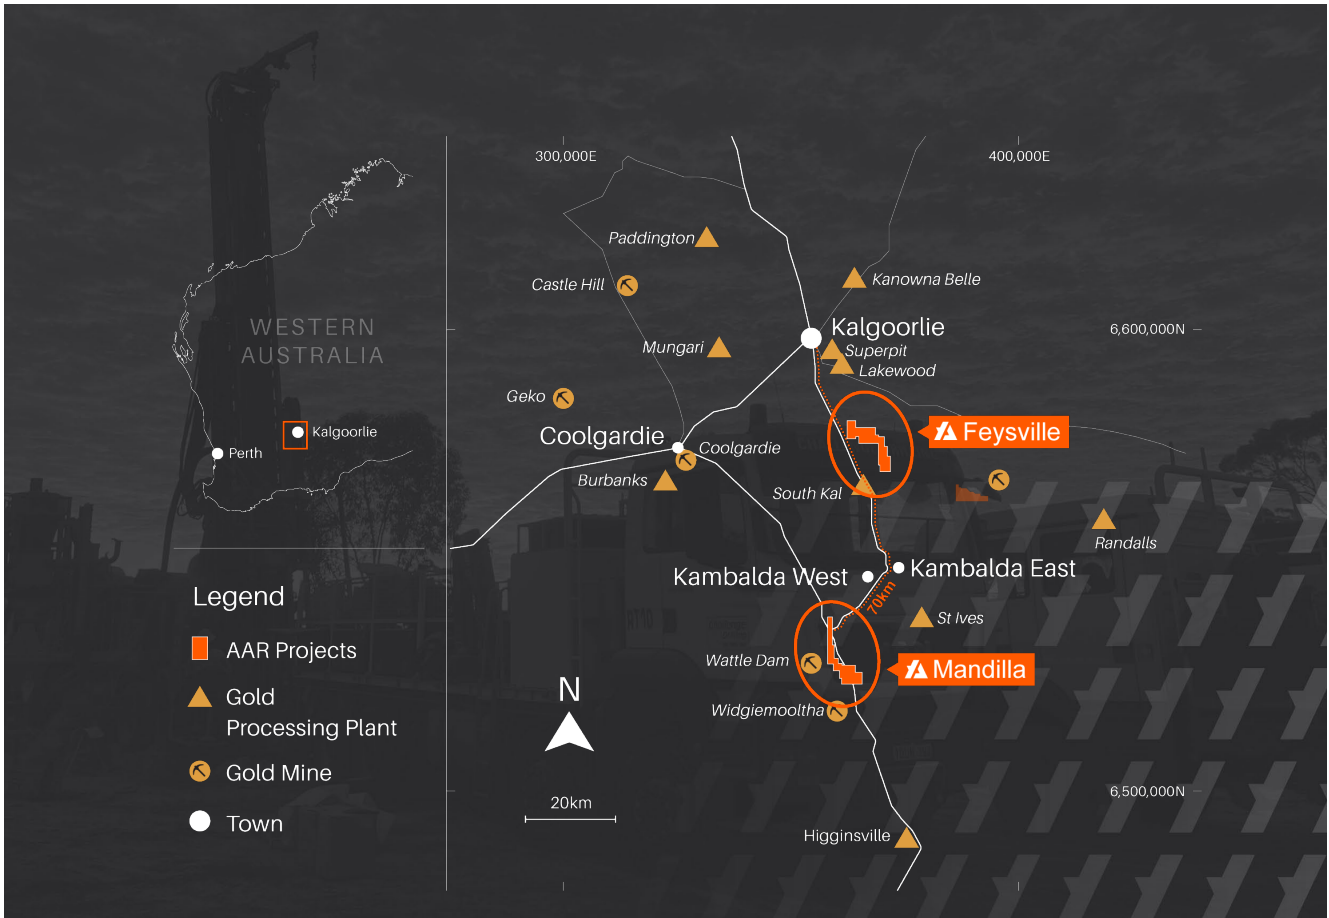 300,000E
400,000E
Paddington
Castle Hill
Kanowna Belle
WESTERN
AUSTRALIA
Kalgoorlie
6,600,000N
Mungari
Superpit
Lakewood
Geko
Kalgoorlie
Perth
Coolgardie
Coolgardie
Feysville
Burbanks
South Kal
Randalls
Kambalda West
Kambalda East
70km
St Ives
Legend
AAR Projects
Wattle Dam
Mandilla
Gold
Processing Plant
N
Widgiemooltha
Gold Mine
20km
6,500,000N
Town
Higginsville